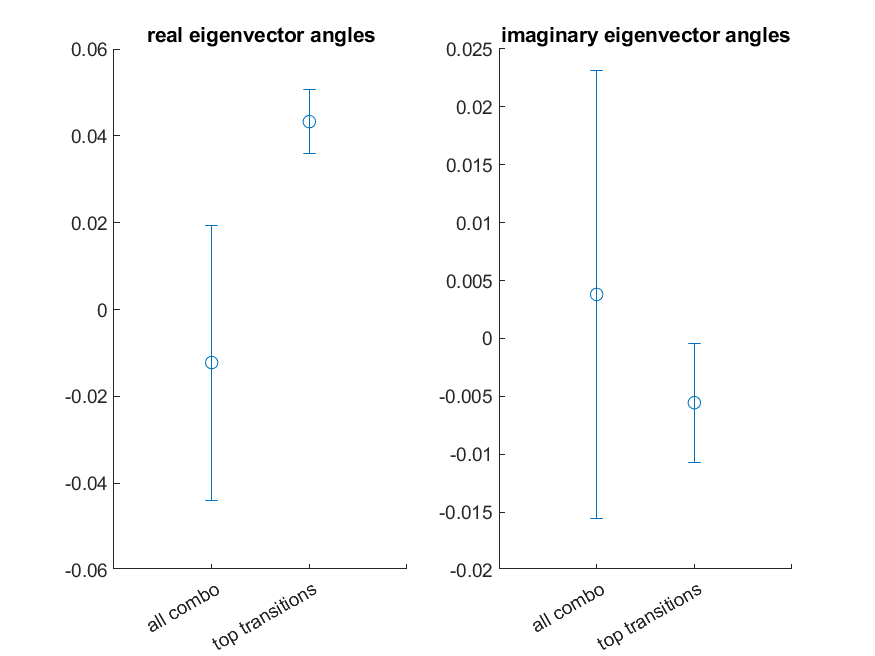 real eigenvector angles
0.06
0.04
0.02
0
-0.02
-0.04
-0.06
all combo
top transitions
imaginary eigenvector angles
0.025
0.02
0.015
0.01
0.005
0
-0.005
-0.01
-0.015
-0.02
all combo
top transitions